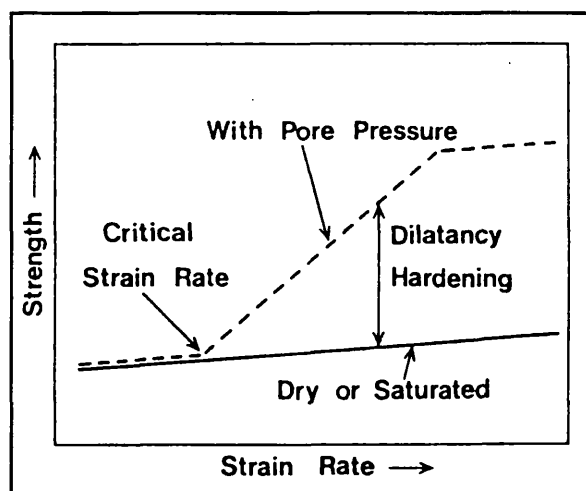 With Pore Pressure
Critical
Strain Rate
Dilatancy
Hardening
Dry or Saturated
Strength
Strain Rate